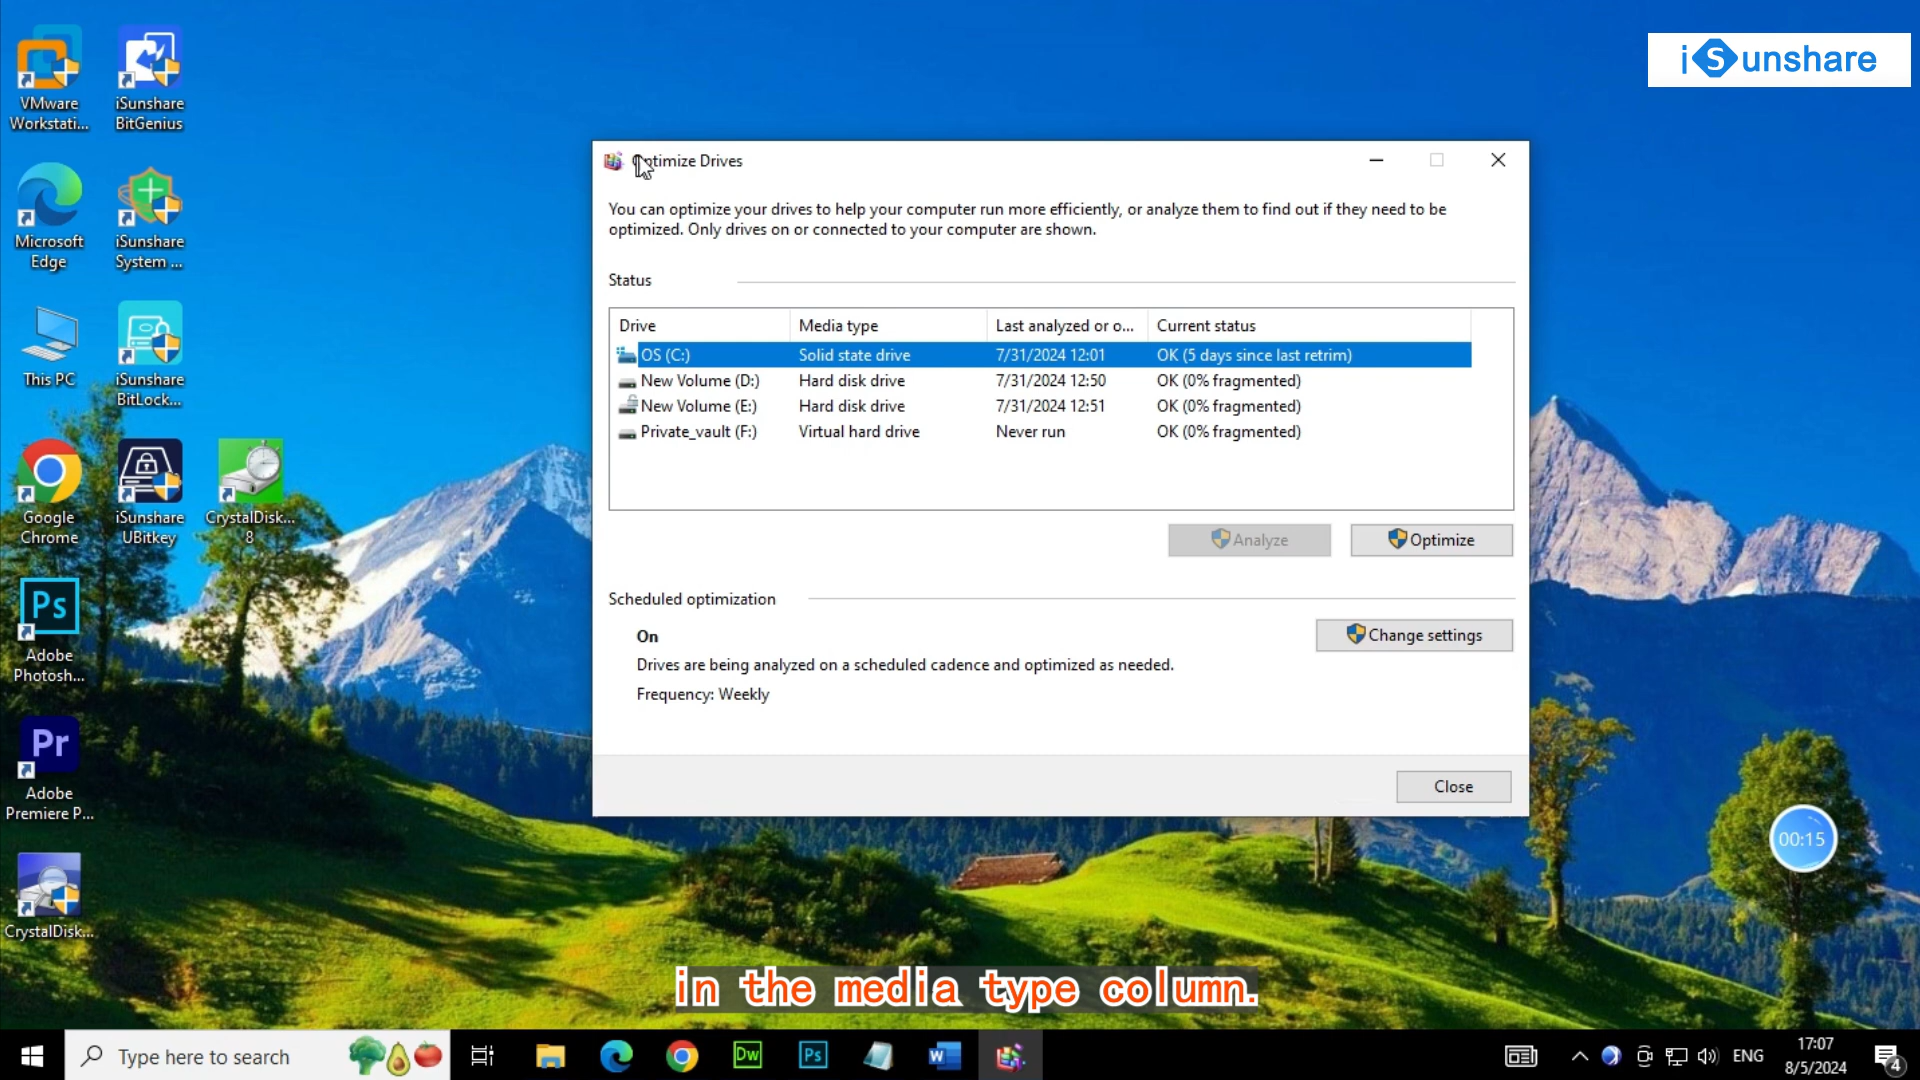 iSunshare
VMware
Workstati...
iSunshare
BitGenius
Microsoft
Edge
iSunshare
System ...
This PC
iSunshare
BitLock...
Google
Chrome
iSunshare
UBitkey
CrystalDisk...
8
Ps
Adobe
Photosh...
Pr
Adobe
Premiere P...
CrystalDisk...
Optimize Drives
You can optimize your drives to help your computer run more efficiently, or analyze them to find out if they need to be
optimized. Only drives on or connected to your computer are shown.
Status
Drive Media type Last analyzed or o... Current status
OS (C:) Solid state drive 7/31/2024 12:01 OK (5 days since last retrim)
New Volume (D:) Hard disk drive 7/31/2024 12:50 OK (0% fragmented)
New Volume (E:) Hard disk drive 7/31/2024 12:51 OK (0% fragmented)
Private_vault (F:) Virtual hard drive Never run OK (0% fragmented)
Analyze Optimize
Scheduled optimization
On
Change settings
Drives are being analyzed on a scheduled cadence and optimized as needed.
Frequency: Weekly
Close
00:15
in the media type column.
Type here to search
Dw
Ps
W
ENG
17:07
8/5/2024
4